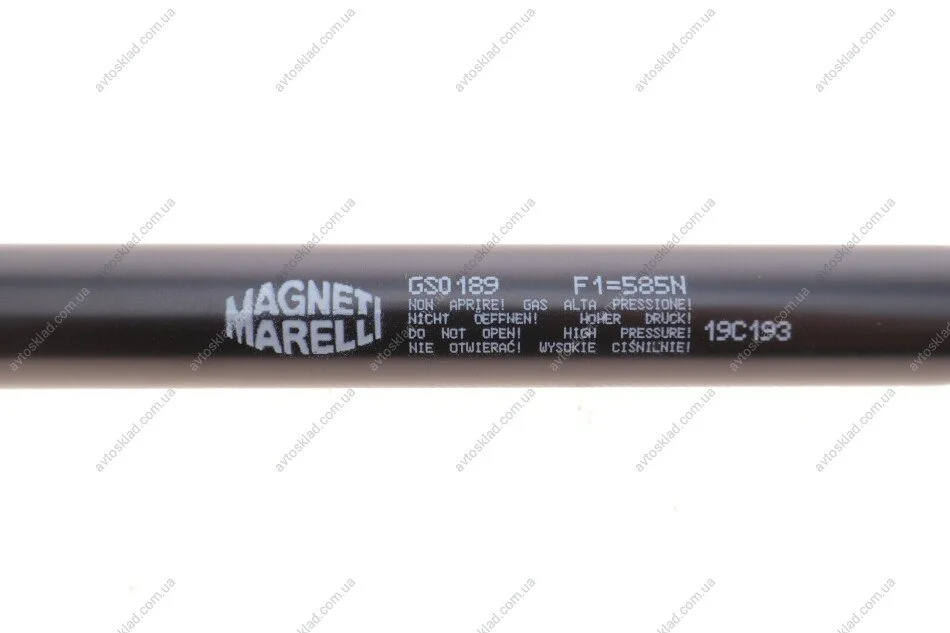 MAGNETI
MARELLI
GS0189 F1=585N
NON APRIRE! GAS ALTA PRESSIONE!
NICHT OEFFNEN! HOHER DRUCK!
DO NOT OPEN! HIGH PRESSURE!
NIE OTWIERAĆ! WYSOKIE CIŚNIENIE!
19C193
avtosklad.com.ua